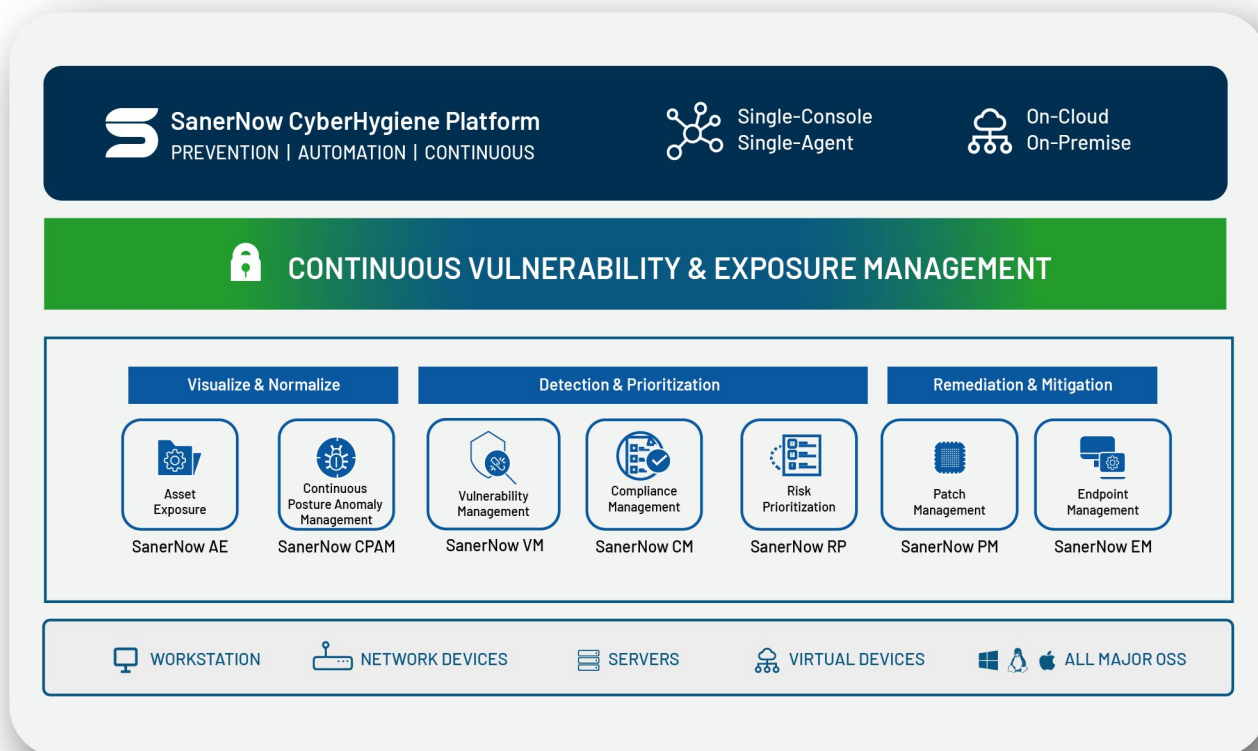 SanerNow CyberHygiene Platform
PREVENTION | AUTOMATION | CONTINUOUS
Single-Console
Single-Agent
On-Cloud
On-Premise
CONTINUOUS VULNERABILITY & EXPOSURE MANAGEMENT
Visualize & Normalize
Detection & Prioritization
Remediation & Mitigation
Asset
Exposure
Continuous
Posture Anomaly
Management
Vulnerability
Management
Compliance
Management
Risk
Prioritization
Patch
Management
Endpoint
Management
SanerNow AE
SanerNow CPAM
SanerNow VM
SanerNow CM
SanerNow RP
SanerNow PM
SanerNow EM
WORKSTATION
NETWORK DEVICES
SERVERS
VIRTUAL DEVICES
ALL MAJOR OSS